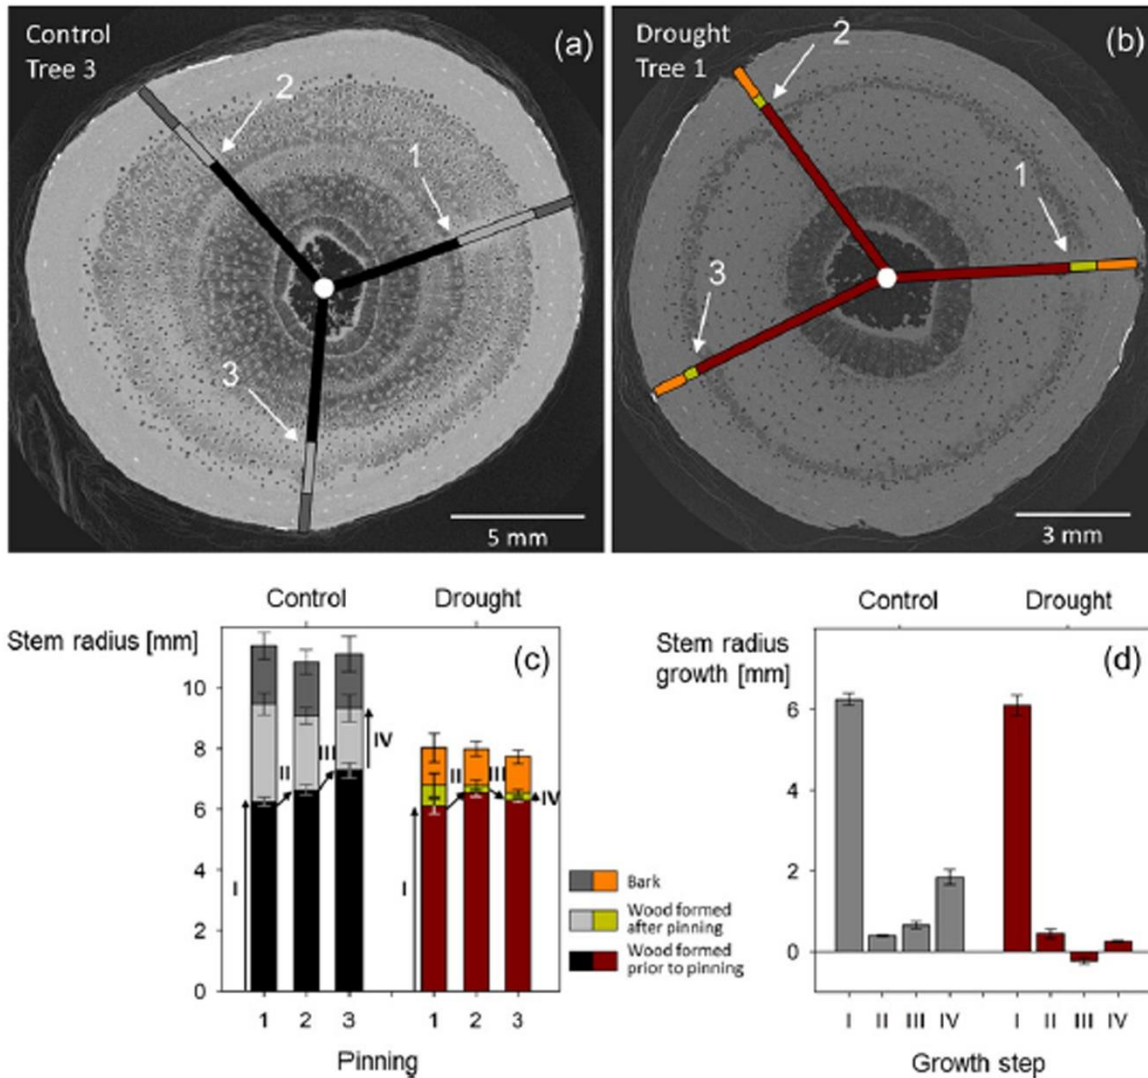 Control
Tree 3
(a)
2
1
3
5 mm
Drought
Tree 1
(b)
2
1
3
3 mm
Control Drought
Stem radius [mm]
(c)
10
8
6
4
2
0
I
II
III
IV
I
II
III
IV
1 2 3 1 2 3
Pinning
Bark
Wood formed
after pinning
Wood formed
prior to pinning
Control Drought
Stem radius
growth [mm]
(d)
6
4
2
0
I II III IV I II III IV
Growth step